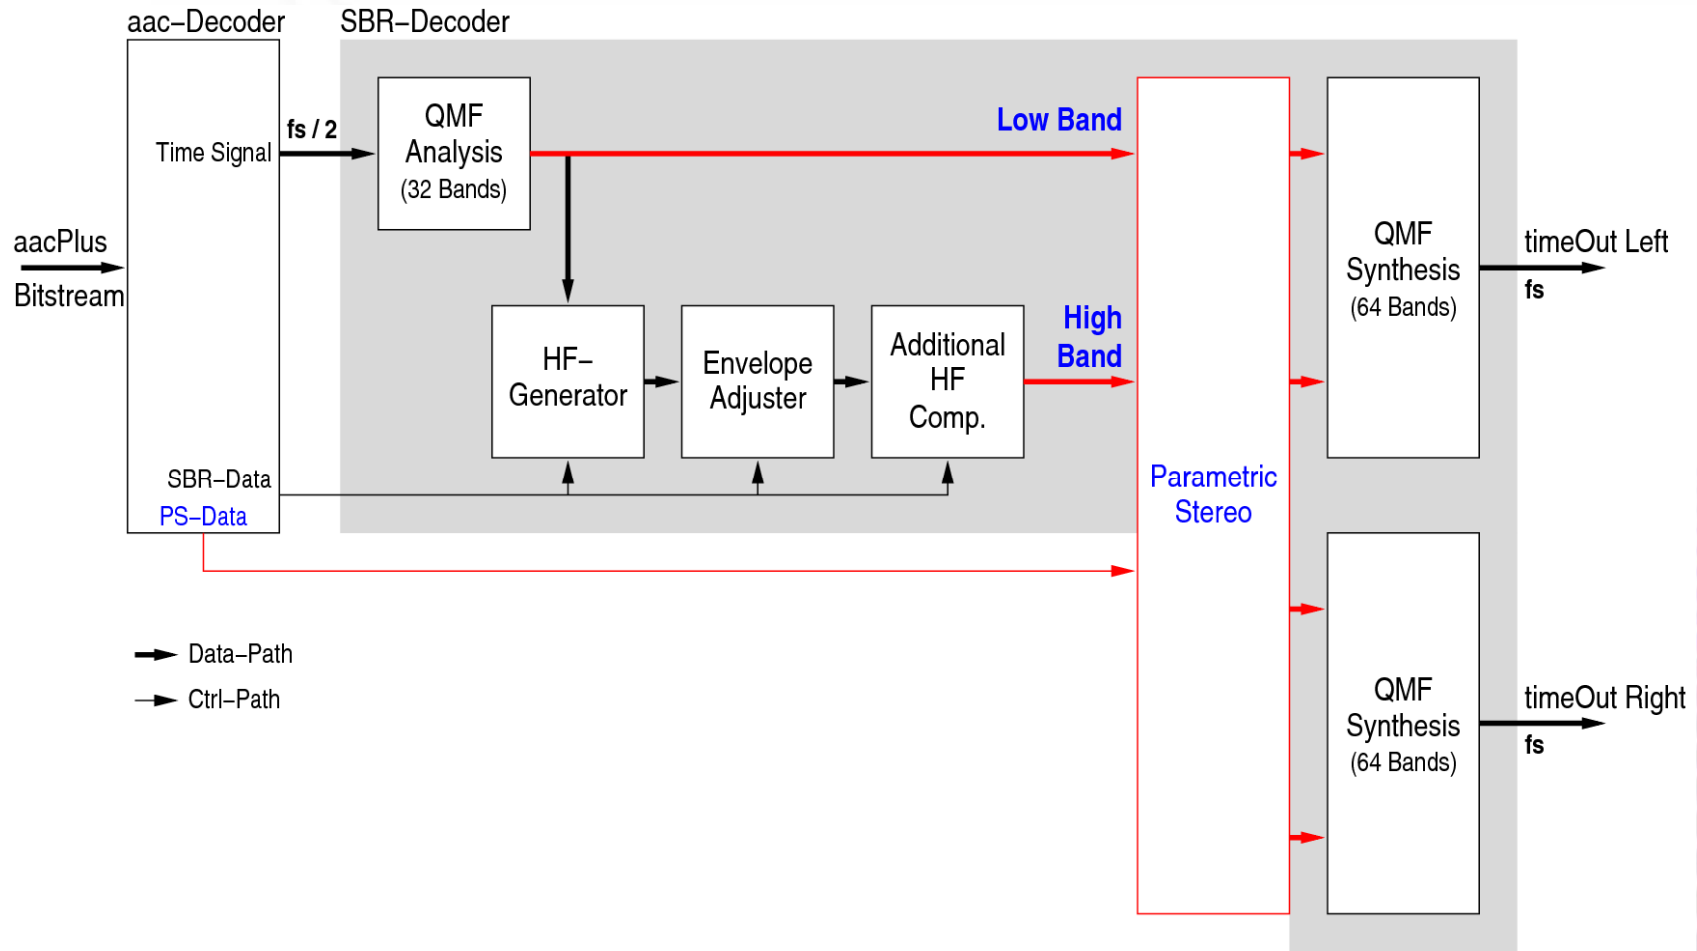 aac−Decoder
SBR−Decoder
QMF
Analysis
(32 Bands)
fs / 2
Time Signal
Low Band
aacPlus
Bitstream
QMF
Synthesis
(64 Bands)
timeOut Left
fs
High
Band
HF−
Generator
Envelope
Adjuster
Additional
HF
Comp.
SBR−Data
PS−Data
Parametric
Stereo
Data−Path
Ctrl−Path
QMF
Synthesis
(64 Bands)
timeOut Right
fs